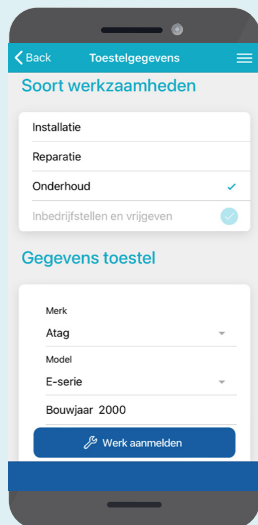 Back Toestelgegevens
Soort werkzaamheden
Installatie
Reparatie
Onderhoud
Inbedrijfstellen en vrijgeven
Gegevens toestel
Merk
Atag
Model
E-serie
Bouwjaar 2000
Werk aanmelden